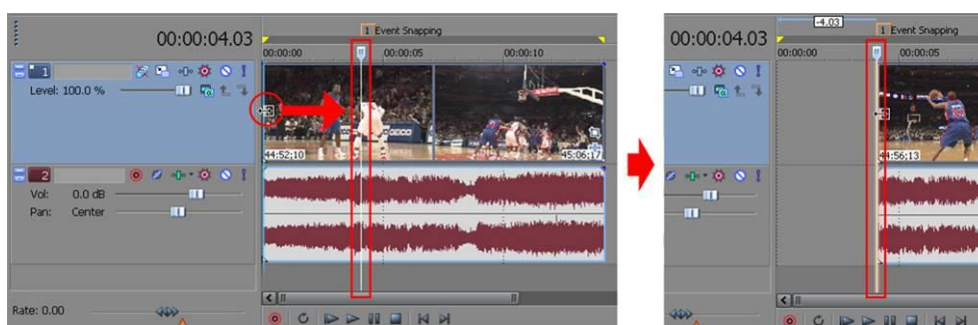 1 Event Snapping
00:00:04.03
00:00:00 00:00:05 00:00:10
1
Level: 100.0 %
44:52;10 45:06;17
2
Vol: 0.0 dB
Pan: Center
Rate: 0.00
-4.03
1 Event Snapping
00:00:04.03
00:00:00 00:00:05
44:56;13